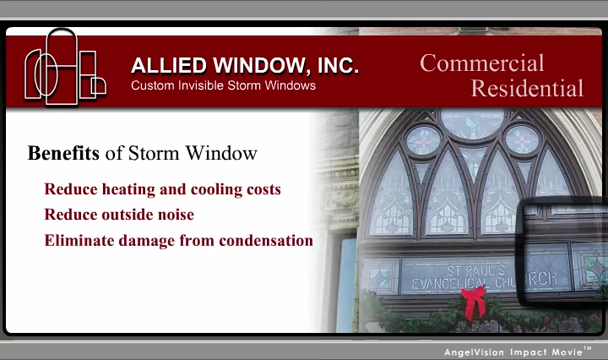 ALLIED WINDOW, INC.
Custom Invisible Storm Windows
Commercial
Residential
Benefits of Storm Window
Reduce heating and cooling costs
Reduce outside noise
Eliminate damage from condensation
ST PAUL'S
EVANGELICAL CHURCH
AngelVision Impact Movie™